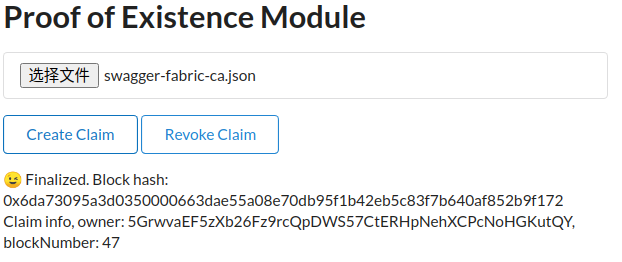 Proof of Existence Module
选择文件 swagger-fabric-ca.json
Create Claim Revoke Claim
😉 Finalized. Block hash:
0x6da73095a3d0350000663dae55a08e70db95f1b42eb5c83f7b640af852b9f172
Claim info, owner: 5GrwvaEF5zXb26Fz9rcQpDWS57CtERHpNehXCPcNoHGKutQY,
blockNumber: 47